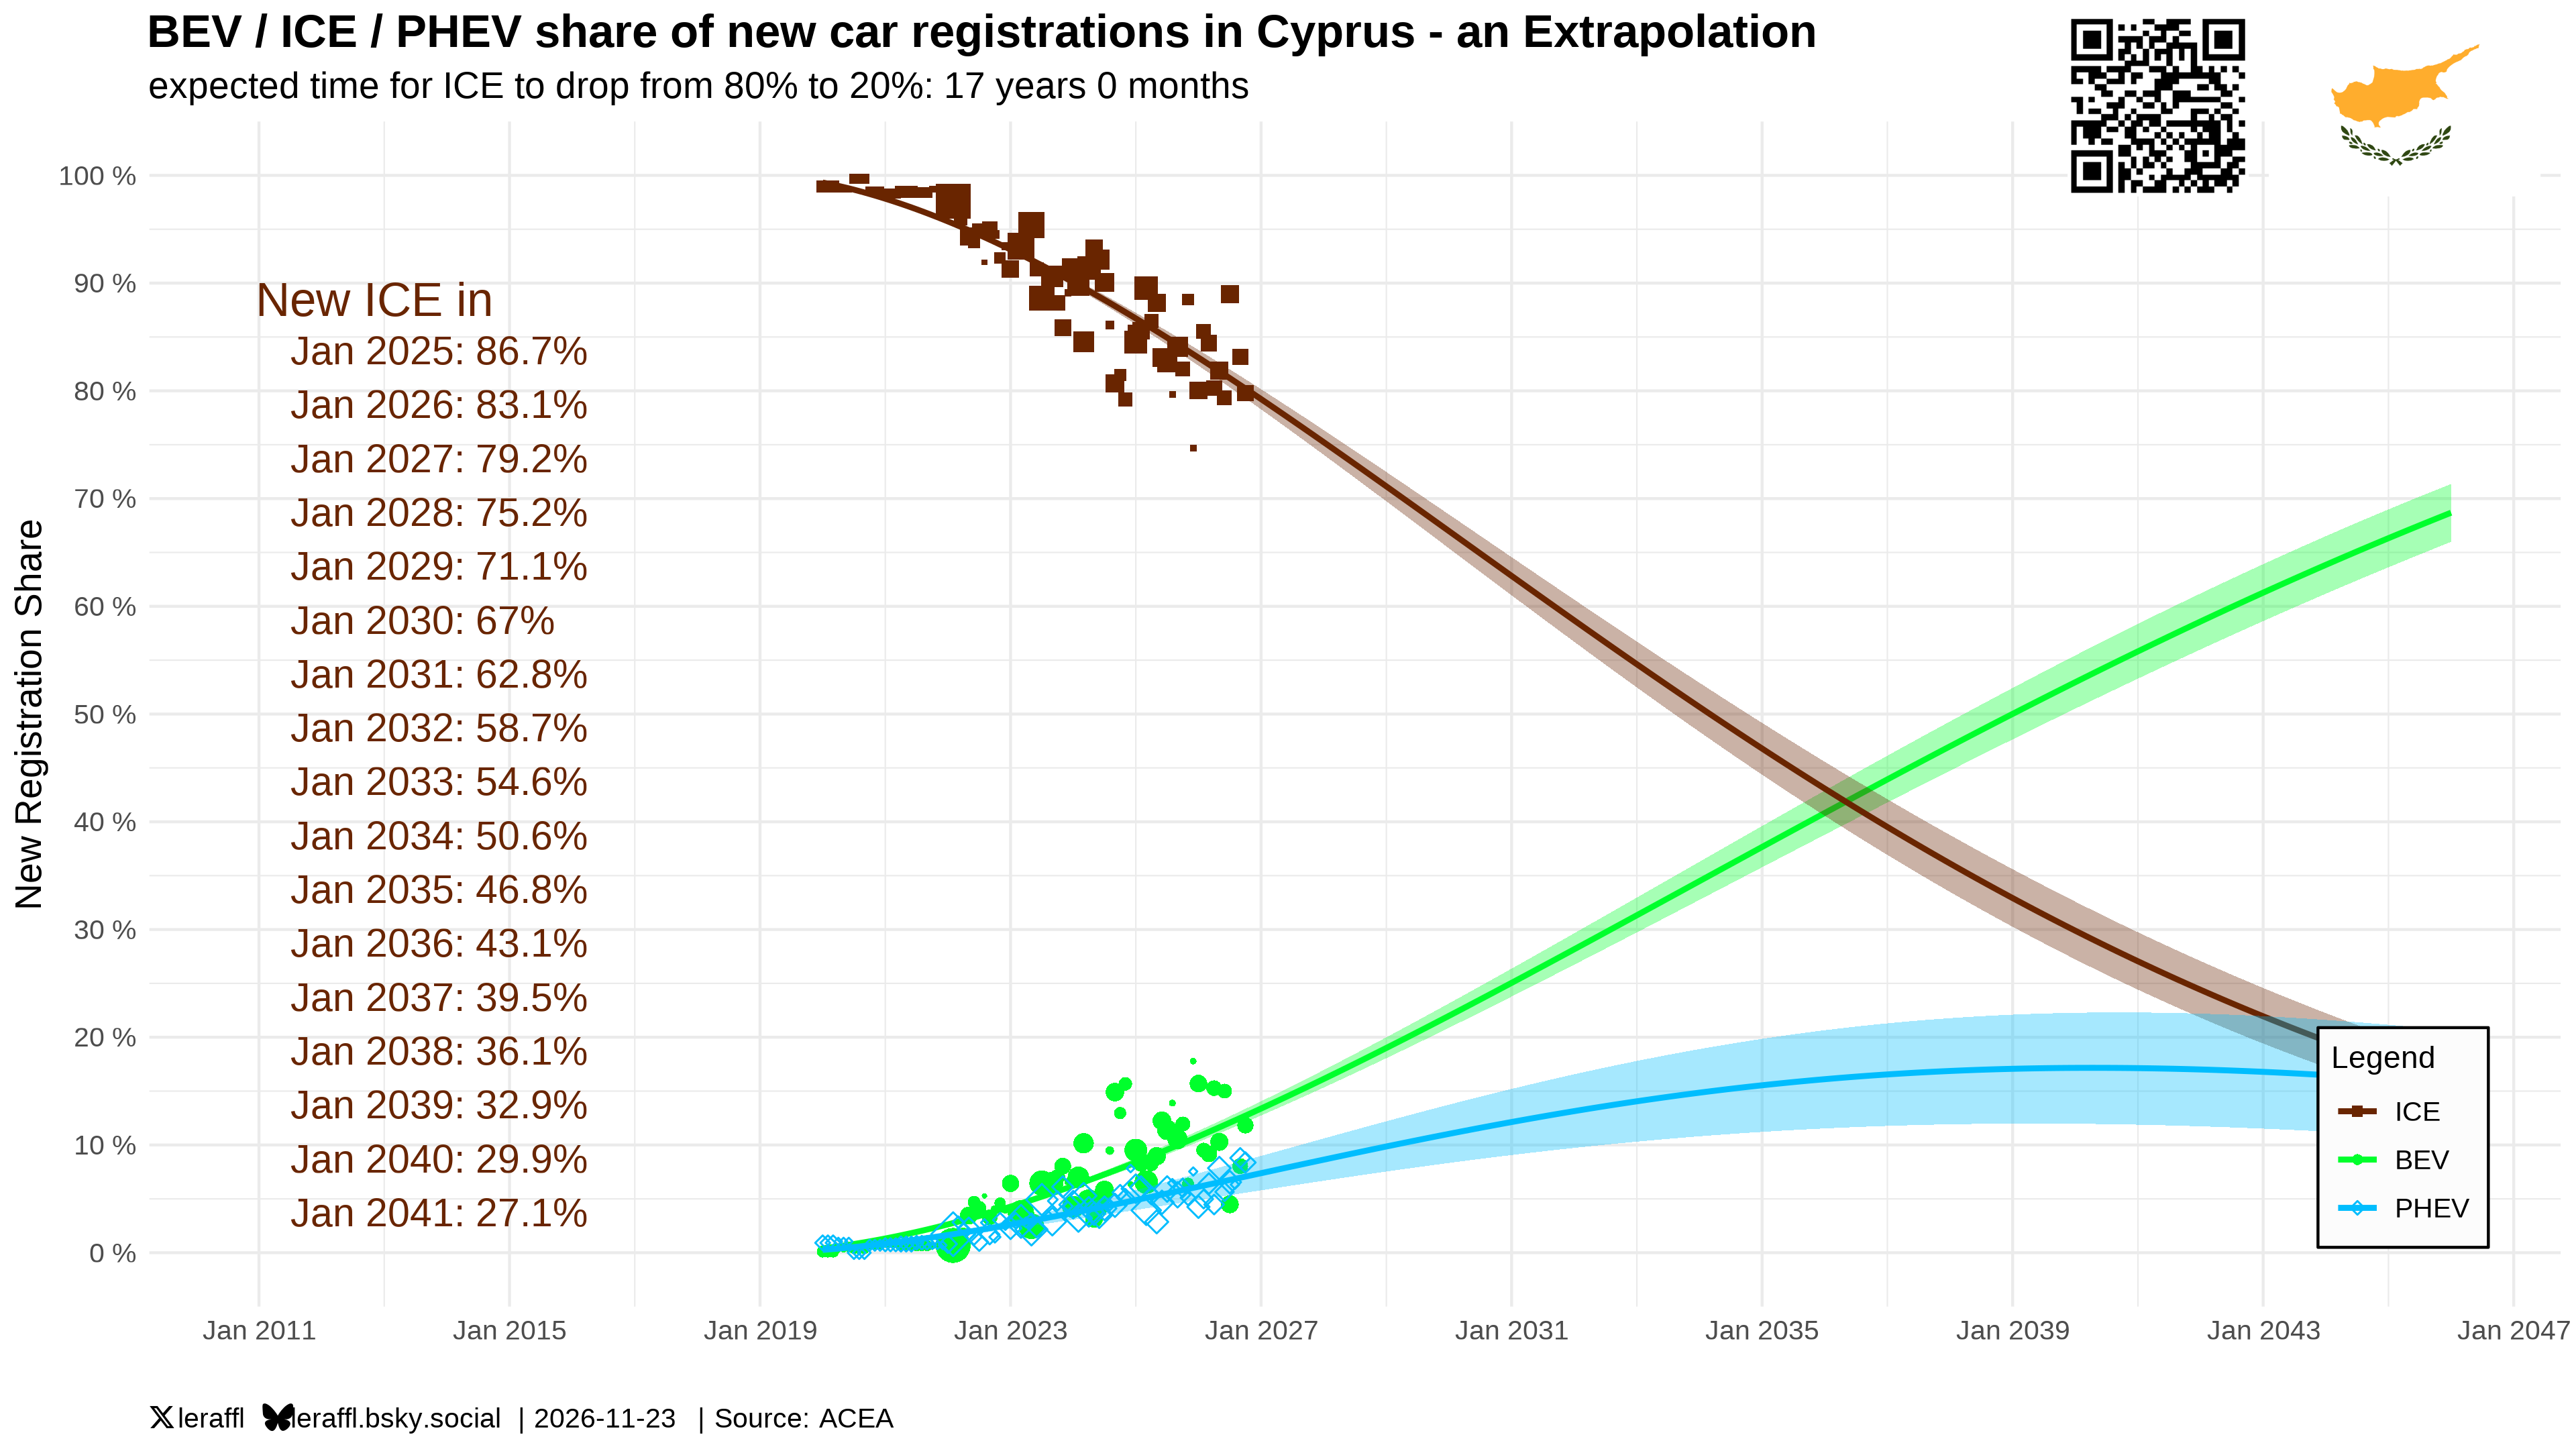 BEV / ICE / PHEV share of new car registrations in Cyprus - an Extrapolation
expected time for ICE to drop from 80% to 20%: 17 years 0 months
New Registration Share
100 %
90 %
80 %
70 %
60 %
50 %
40 %
30 %
20 %
10 %
0 %
New ICE in
Jan 2025: 86.7%
Jan 2026: 83.1%
Jan 2027: 79.2%
Jan 2028: 75.2%
Jan 2029: 71.1%
Jan 2030: 67%
Jan 2031: 62.8%
Jan 2032: 58.7%
Jan 2033: 54.6%
Jan 2034: 50.6%
Jan 2035: 46.8%
Jan 2036: 43.1%
Jan 2037: 39.5%
Jan 2038: 36.1%
Jan 2039: 32.9%
Jan 2040: 29.9%
Jan 2041: 27.1%
Legend
ICE
BEV
PHEV
Jan 2011 Jan 2015 Jan 2019 Jan 2023 Jan 2027 Jan 2031 Jan 2035 Jan 2039 Jan 2043 Jan 2047
leraffl leraffl.bsky.social | 2026-11-23 | Source: ACEA